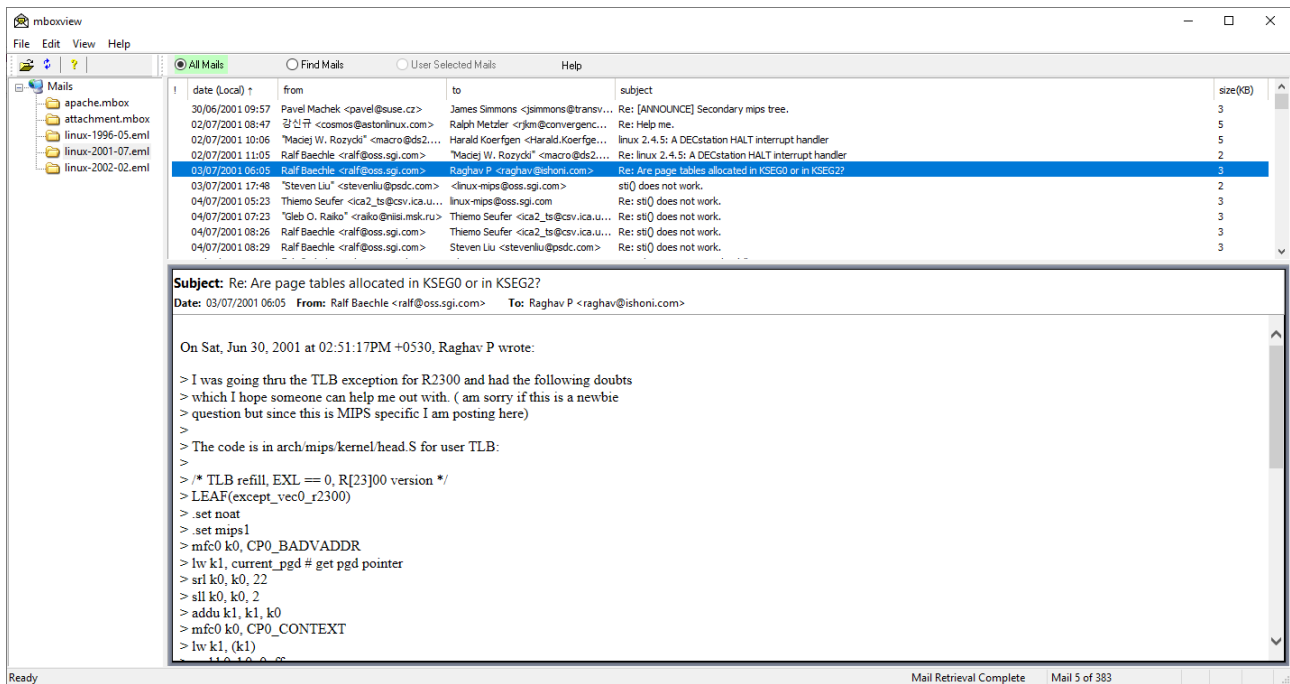 mboxview
File Edit View Help
All Mails Find Mails User Selected Mails Help
Mails
apache.mbox
attachment.mbox
linux-1996-05.eml
linux-2001-07.eml
linux-2002-02.eml
! date (Local) ↑ from to subject size(KB)
30/06/2001 09:57 Pavel Machek <pavel@suse.cz> James Simmons <jsimmons@transv... Re: [ANNOUNCE] Secondary mips tree. 3
02/07/2001 08:47 강신규 <cosmos@astonlinux.com> Ralph Metzler <rjkm@convergenc... Re: Help me. 5
02/07/2001 10:06 "Maciej W. Rozycki" <macro@ds2.... Harald Koerfgen <Harald.Koerfge... linux 2.4.5: A DECstation HALT interrupt handler 5
02/07/2001 11:05 Ralf Baechle <ralf@oss.sgi.com> "Maciej W. Rozycki" <macro@ds2.... Re: linux 2.4.5: A DECstation HALT interrupt handler 2
03/07/2001 06:05 Ralf Baechle <ralf@oss.sgi.com> Raghav P <raghav@ishoni.com> Re: Are page tables allocated in KSEG0 or in KSEG2? 3
03/07/2001 17:48 "Steven Liu" <stevenliu@psdc.com> <linux-mips@oss.sgi.com> sti() does not work. 2
04/07/2001 05:23 Thiemo Seufer <ica2_ts@csv.ica.u... linux-mips@oss.sgi.com Re: sti() does not work. 3
04/07/2001 07:23 "Gleb O. Raiko" <raiko@niisi.msk.ru> Thiemo Seufer <ica2_ts@csv.ica.u... Re: sti() does not work. 3
04/07/2001 08:26 Ralf Baechle <ralf@oss.sgi.com> Thiemo Seufer <ica2_ts@csv.ica.u... Re: sti() does not work. 3
04/07/2001 08:29 Ralf Baechle <ralf@oss.sgi.com> Steven Liu <stevenliu@psdc.com> Re: sti() does not work. 3
Subject: Re: Are page tables allocated in KSEG0 or in KSEG2?
Date: 03/07/2001 06:05 From: Ralf Baechle <ralf@oss.sgi.com> To: Raghav P <raghav@ishoni.com>
On Sat, Jun 30, 2001 at 02:51:17PM +0530, Raghav P wrote:
> I was going thru the TLB exception for R2300 and had the following doubts
> which I hope someone can help me out with. ( am sorry if this is a newbie
> question but since this is MIPS specific I am posting here)
>
> The code is in arch/mips/kernel/head.S for user TLB:
>
> /* TLB refill, EXL == 0, R[23]00 version */
> LEAF(except_vec0_r2300)
> .set noat
> .set mips1
> mfc0 k0, CP0_BADVADDR
> lw k1, current_pgd # get pgd pointer
> srl k0, k0, 22
> sll k0, k0, 2
> addu k1, k1, k0
> mfc0 k0, CP0_CONTEXT
> lw k1, (k1)
Ready Mail Retrieval Complete Mail 5 of 383